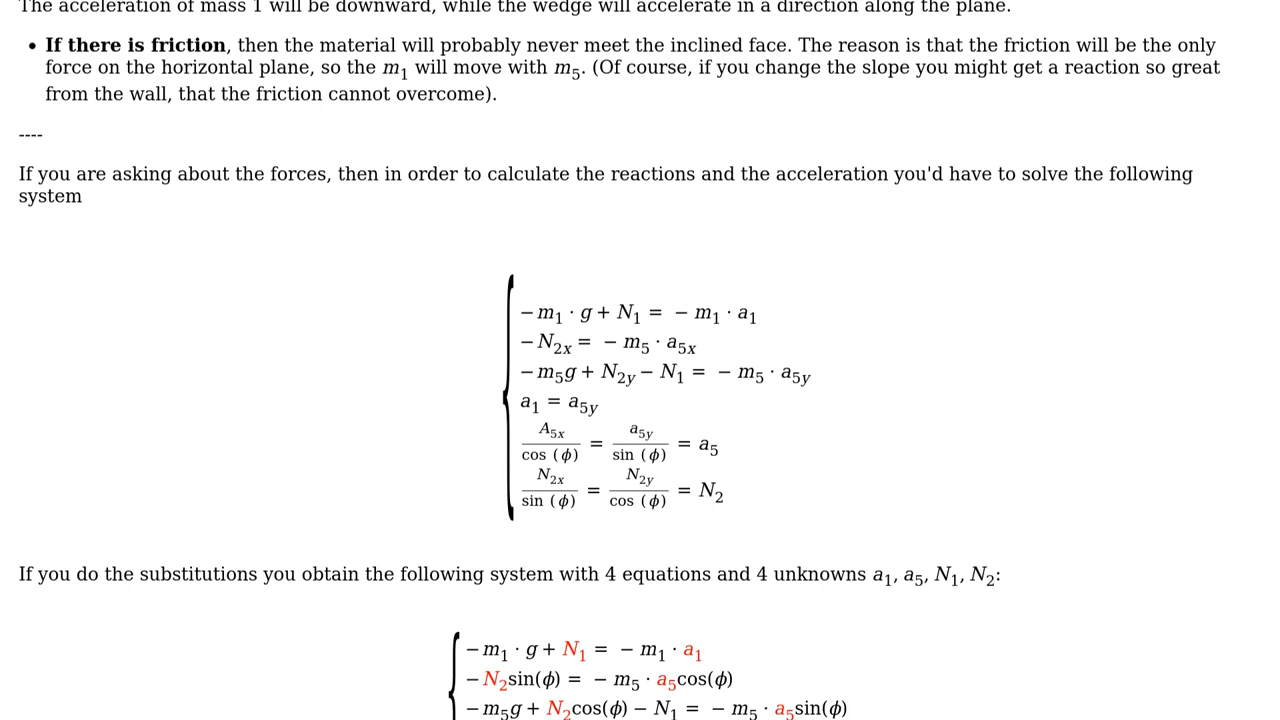 The acceleration of mass 1 will be downward, while the wedge will accelerate in a direction along the plane.
• If there is friction, then the material will probably never meet the inclined face. The reason is that the friction will be the only
force on the horizontal plane, so the m₁ will move with m₅. (Of course, if you change the slope you might get a reaction so great
from the wall, that the friction cannot overcome).
----
If you are asking about the forces, then in order to calculate the reactions and the acceleration you'd have to solve the following
system
− m₁ · g + N₁ = − m₁ · a₁
− N₂ₓ = − m₅ · a₅ₓ
− m₅g + N₂y − N₁ = − m₅ · a₅y
a₁ = a₅y
A₅ₓ/cos (ϕ) = a₅y/sin (ϕ) = a₅
N₂ₓ/sin (ϕ) = N₂y/cos (ϕ) = N₂
If you do the substitutions you obtain the following system with 4 equations and 4 unknowns a₁, a₅, N₁, N₂:
− m₁ · g + N₁ = − m₁ · a₁
− N₂sin(ϕ) = − m₅ · a₅cos(ϕ)
− m₅g + N₂cos(ϕ) − N₁ = − m₅ · a₅sin(ϕ)